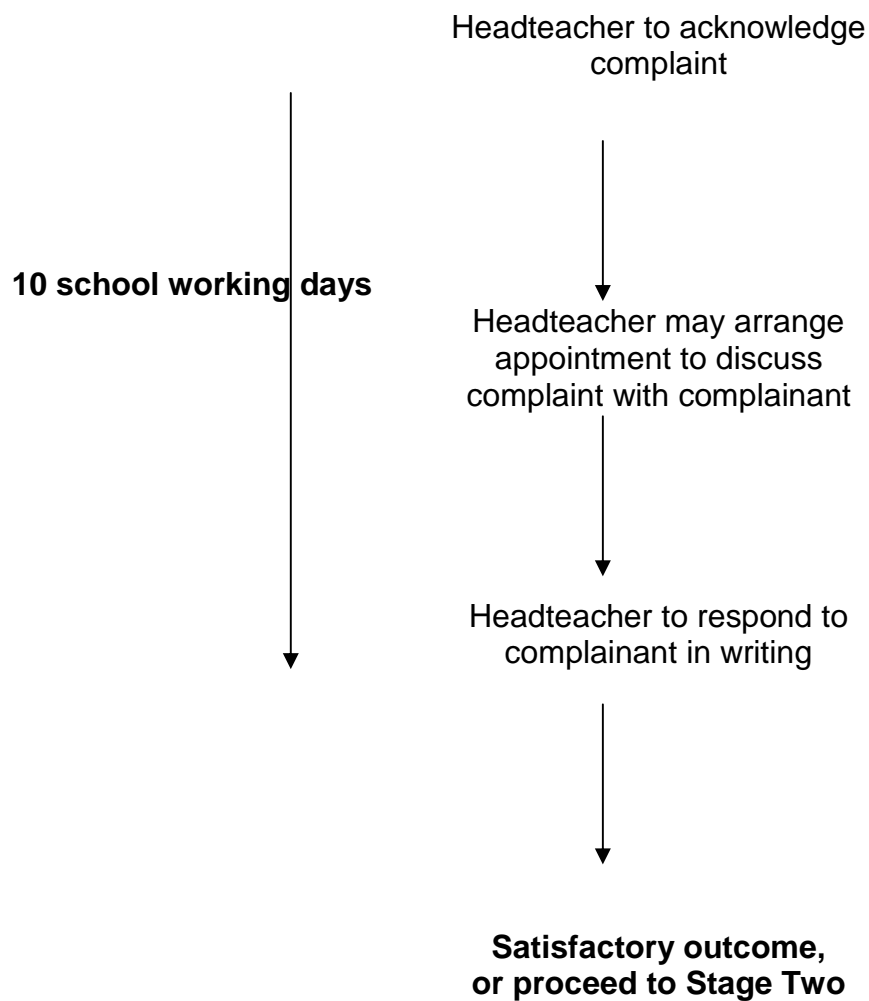 Headteacher to acknowledge
complaint
10 school working days
Headteacher may arrange
appointment to discuss
complaint with complainant
Headteacher to respond to
complainant in writing
Satisfactory outcome,
or proceed to Stage Two